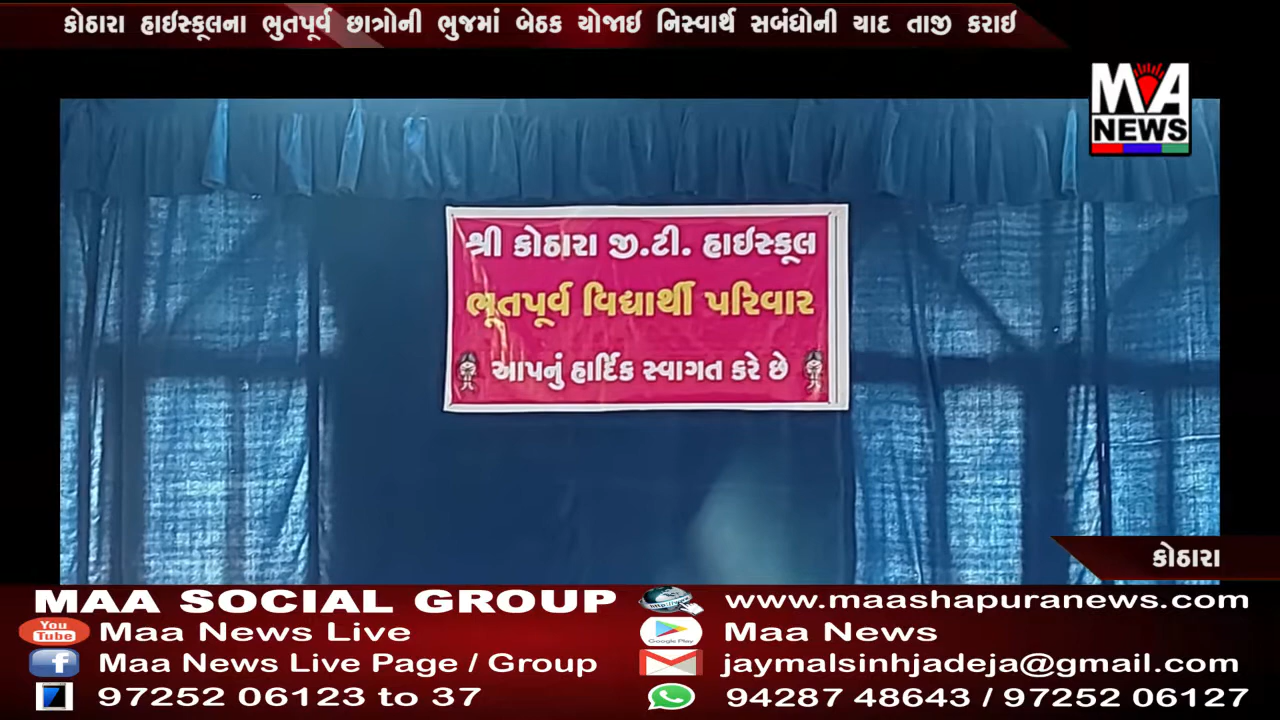 કોઠારા હાઇસ્કૂલના ભુતપૂર્વ છાત્રોની ભુજમાં બેઠક યોજાઇ નિસ્વાર્થ સબંધોની યાદ તાજી કરાઇ
MAA
NEWS
શ્રી કોઠારા જી.ટી. હાઇસ્કૂલ
ભૂતપૂર્વ વિદ્યાર્થી પરિવાર
આપનું હાર્દિક સ્વાગત કરે છે
કોઠારા
MAA SOCIAL GROUP
http://www
www.maashapuranews.com
You Tube
Maa News Live
Google Play
Maa News
f
Maa News Live Page / Group
jaymalsinhjadeja@gmail.com
97252 06123 to 37
94287 48643 / 97252 06127